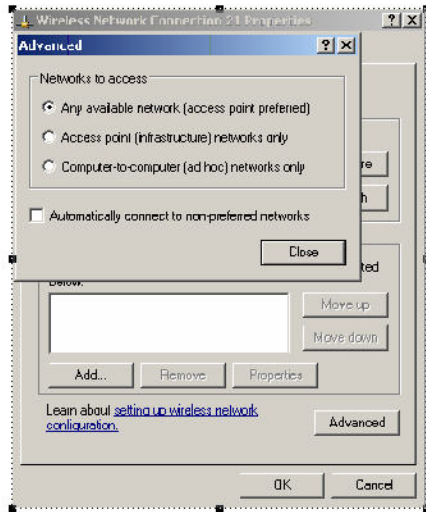 Wireless Network Connection 21 Properties
Advanced
Networks to access
Any available network (access point preferred)
Access point (infrastructure) networks only
Computer-to-computer (ad hoc) networks only
re
h
Automatically connect to non-preferred networks
Close
ted
below:
Move up
Move down
Add...
Remove
Properties
Learn about setting up wireless network
configuration.
Advanced
OK
Cancel